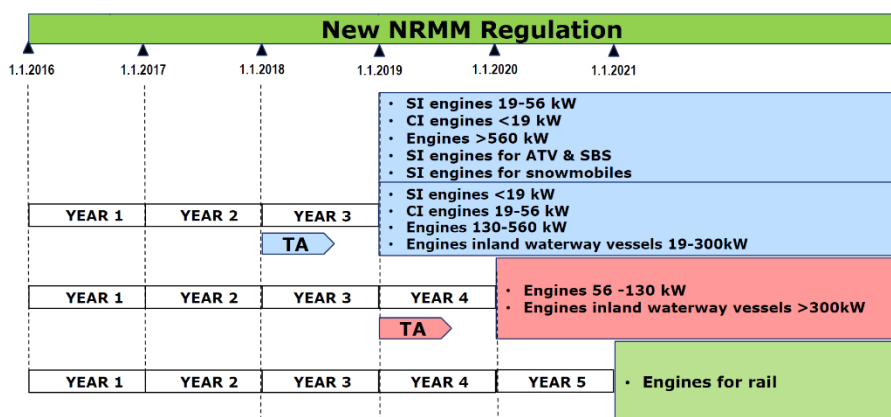 New NRMM Regulation
1.1.2016 1.1.2017 1.1.2018 1.1.2019 1.1.2020 1.1.2021
• SI engines 19-56 kW
• CI engines <19 kW
• Engines >560 kW
• SI engines for ATV & SBS
• SI engines for snowmobiles
• SI engines <19 kW
• CI engines 19-56 kW
• Engines 130-560 kW
• Engines inland waterway vessels 19-300kW
YEAR 1 YEAR 2 YEAR 3
TA
• Engines 56 -130 kW
• Engines inland waterway vessels >300kW
YEAR 1 YEAR 2 YEAR 3 YEAR 4
TA
YEAR 1 YEAR 2 YEAR 3 YEAR 4 YEAR 5
• Engines for rail